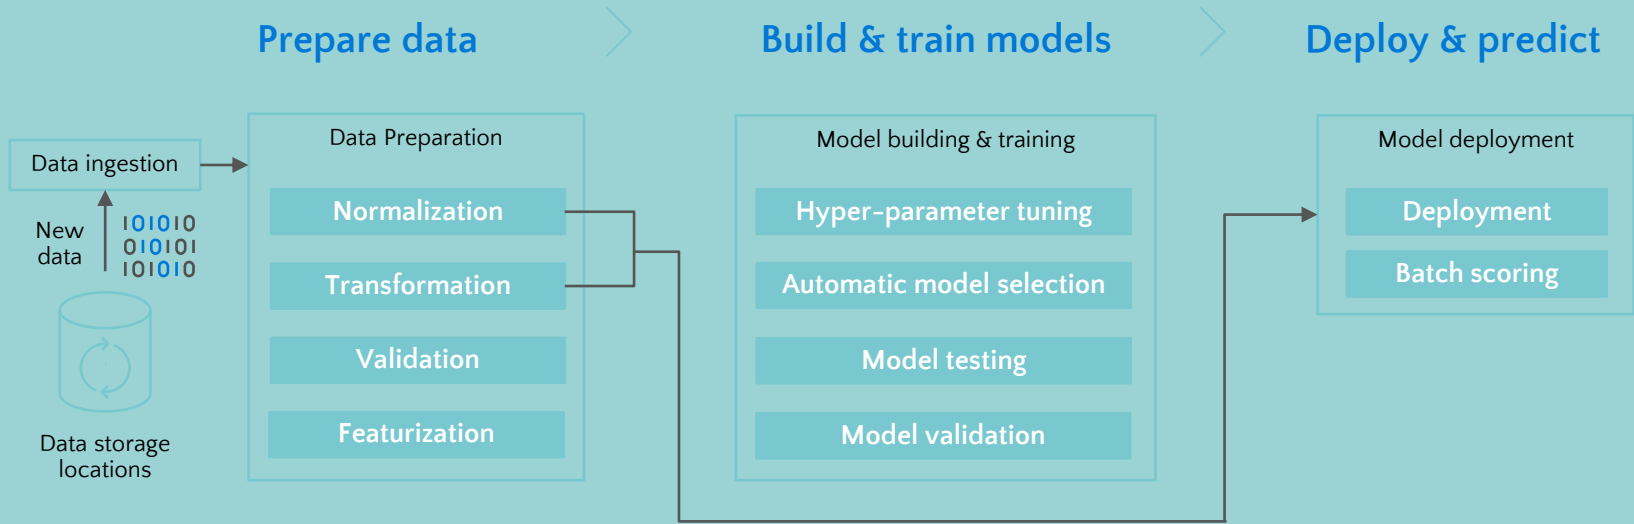 Prepare data
Build & train models
Deploy & predict
Data ingestion
New
data
101010
010101
101010
Data storage
locations
Data Preparation
Normalization
Transformation
Validation
Featurization
Model building & training
Hyper-parameter tuning
Automatic model selection
Model testing
Model validation
Model deployment
Deployment
Batch scoring